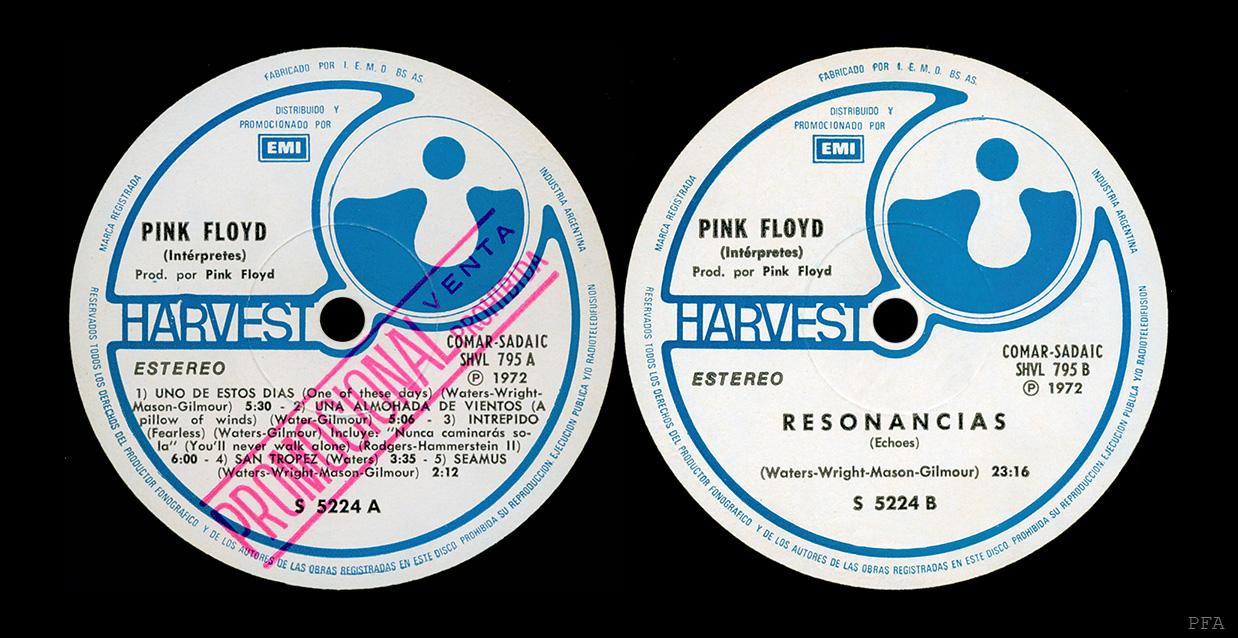 FABRICADO POR I. E. M. D. BS AS.
DISTRIBUIDO Y
PROMOCIONADO POR
EMI
MARCA REGISTRADA
INDUSTRIA ARGENTINA
PINK FLOYD
(Intérpretes)
Prod. por Pink Floyd
HARVEST
ESTEREO
COMAR-SADAIC
SHVL 795 A
Ⓟ 1972
1) UNO DE ESTOS DIAS (One of these days) (Waters-Wright-
Mason-Gilmour) 5:30 - 2) UNA ALMOHADA DE VIENTOS (A
pillow of winds) (Water-Gilmour) 5:06 - 3) INTREPIDO
(Fearless) (Waters-Gilmour) Incluye: "Nunca caminarás so-
la" (You'll never walk alone) (Rodgers-Hammerstein II)
6:00 - 4) SAN TROPEZ (Waters) 3:35 - 5) SEAMUS
(Waters-Wright-Mason-Gilmour) 2:12
S 5224 A
PROMOCIONAL
VENTA
PROHIBIDA
RESERVADOS TODOS LOS DERECHOS DEL PRODUCTOR FONOGRAFICO Y DE LOS AUTORES DE LAS OBRAS REGISTRADAS EN ESTE DISCO. PROHIBIDA SU REPRODUCCION, EJECUCION PUBLICA Y/O RADIOTELEDIFUSION
FABRICADO POR I. E. M. D. BS AS.
DISTRIBUIDO Y
PROMOCIONADO POR
EMI
MARCA REGISTRADA
INDUSTRIA ARGENTINA
PINK FLOYD
(Intérpretes)
Prod. por Pink Floyd
HARVEST
ESTEREO
COMAR-SADAIC
SHVL 795 B
Ⓟ 1972
RESONANCIAS
(Echoes)
(Waters-Wright-Mason-Gilmour) 23:16
S 5224 B
RESERVADOS TODOS LOS DERECHOS DEL PRODUCTOR FONOGRAFICO Y DE LOS AUTORES DE LAS OBRAS REGISTRADAS EN ESTE DISCO. PROHIBIDA SU REPRODUCCION, EJECUCION PUBLICA Y/O RADIOTELEDIFUSION
PFA